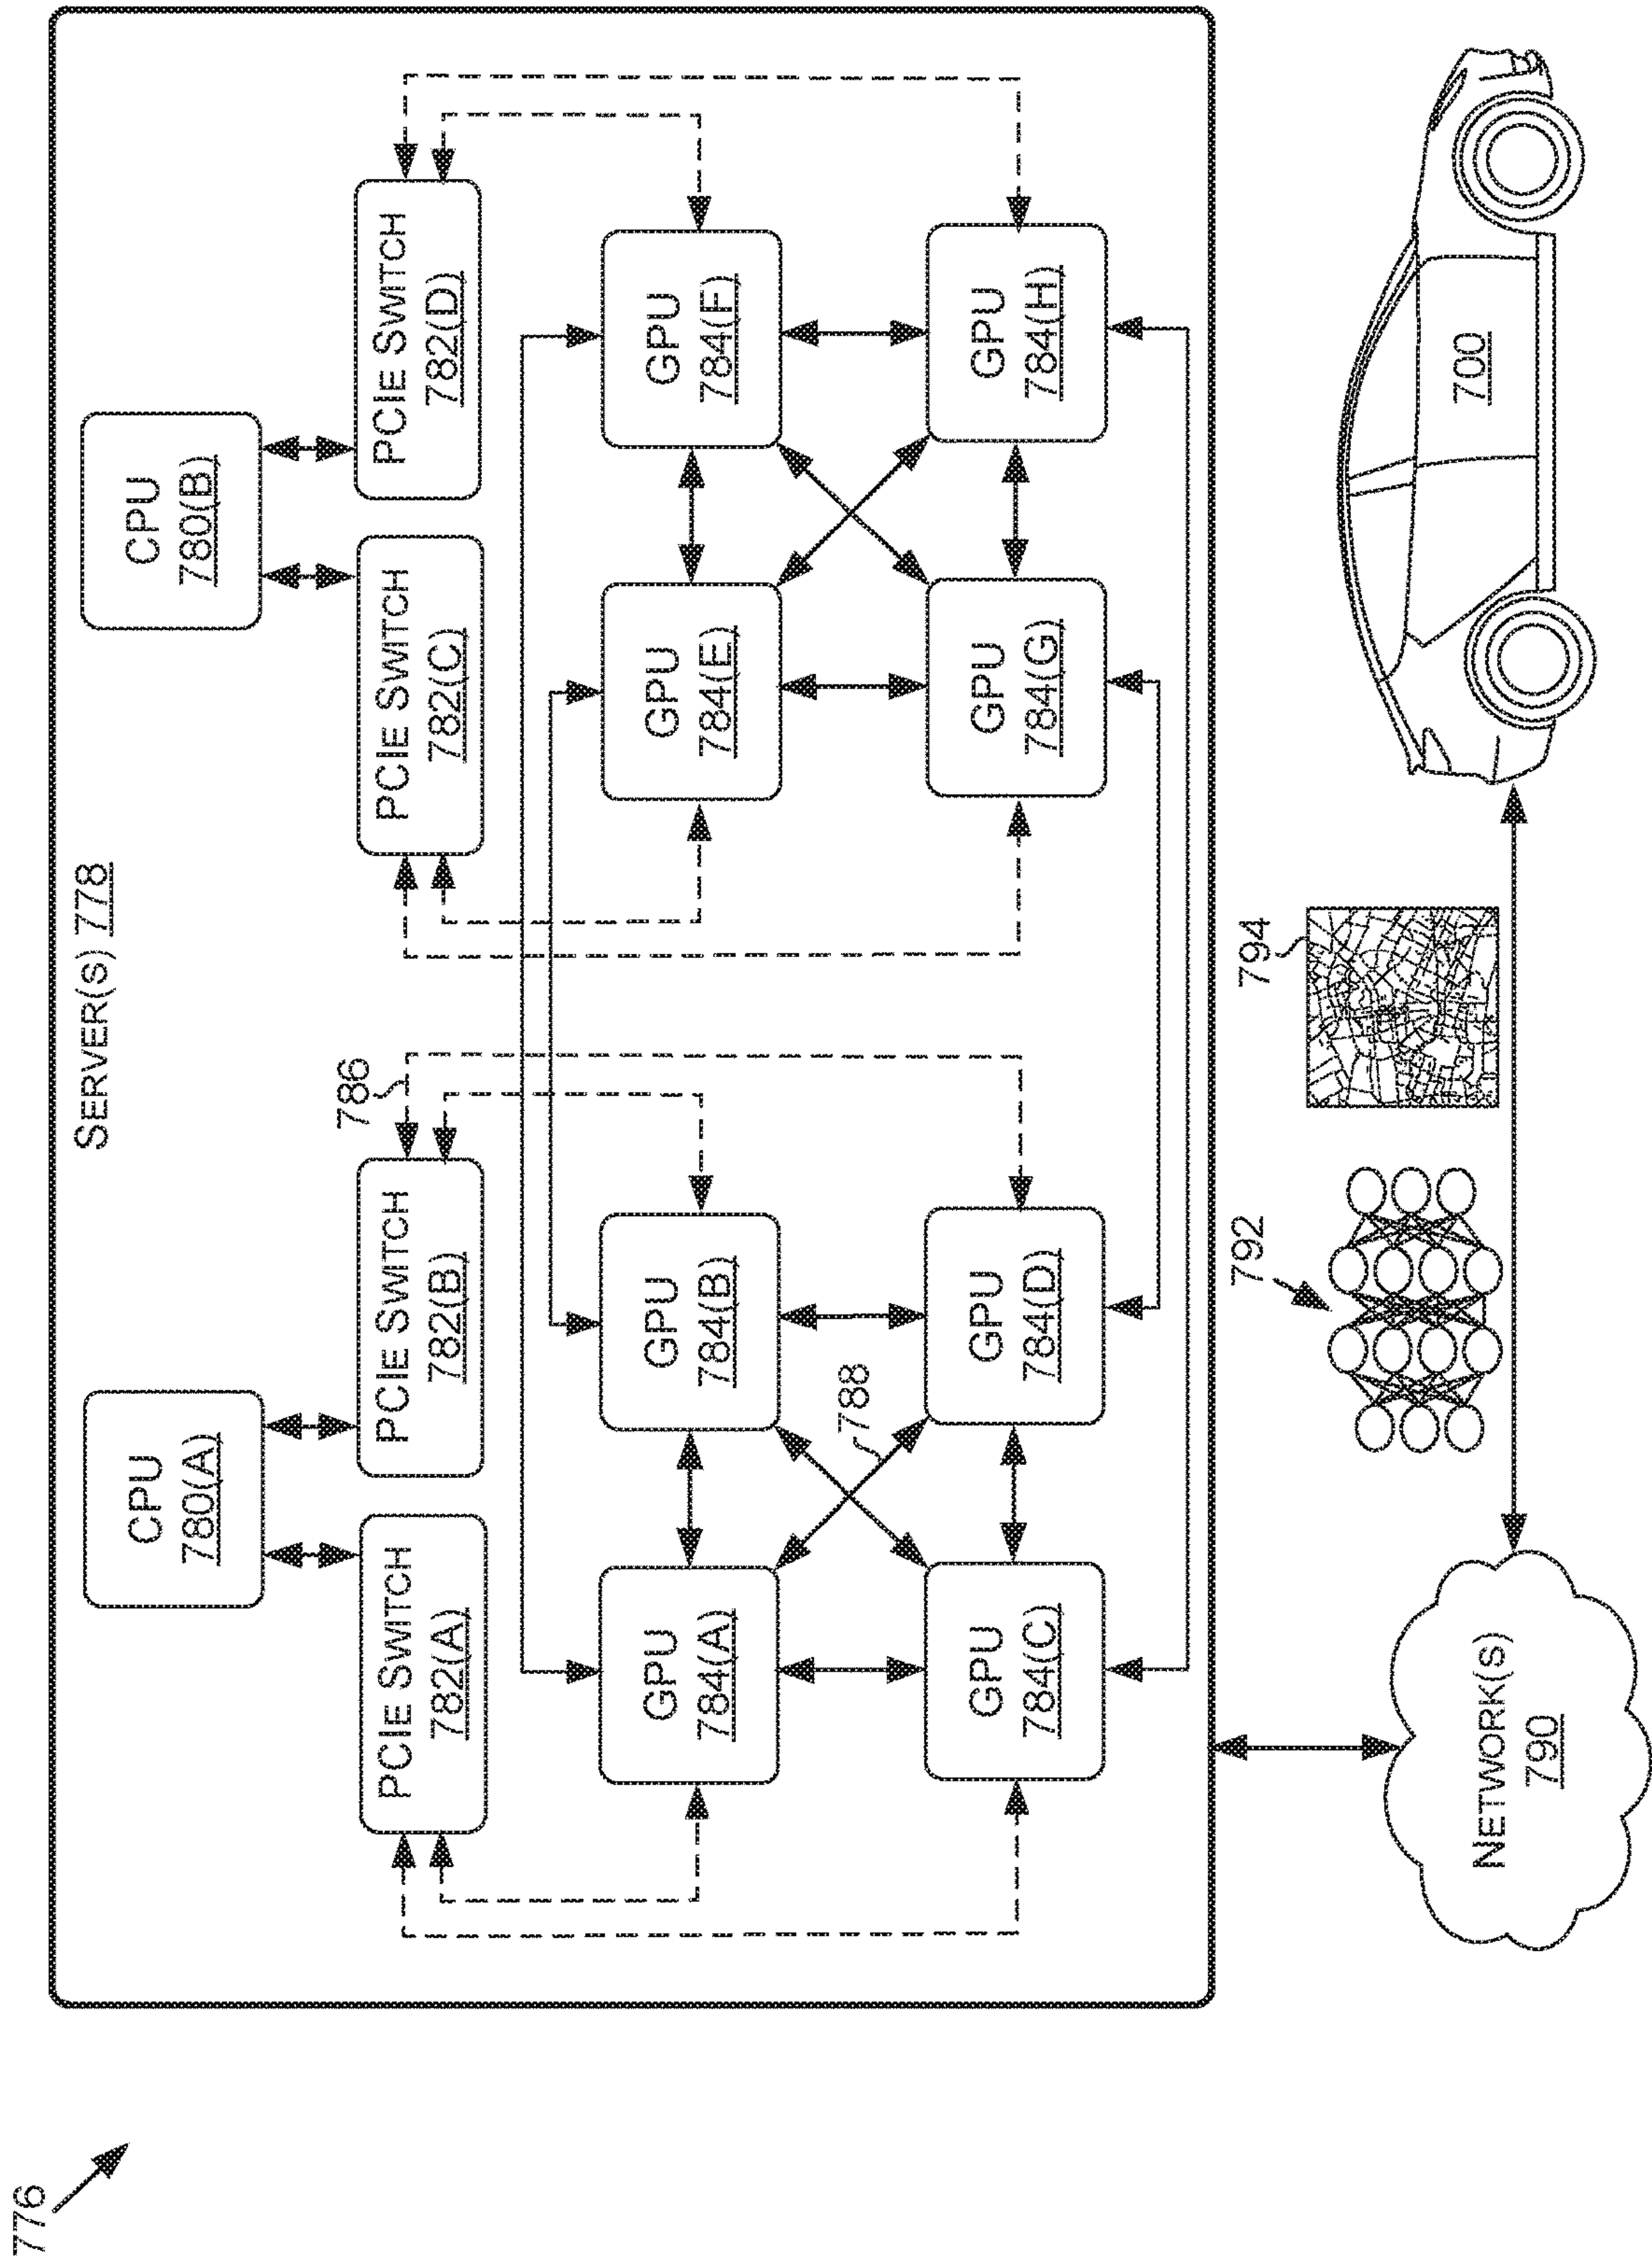 776
SERVER(S) 778
CPU
780(A)
CPU
780(B)
PCIE SWITCH
782(A)
PCIE SWITCH
782(B)
786
PCIE SWITCH
782(C)
PCIE SWITCH
782(D)
GPU
784(A)
GPU
784(B)
GPU
784(E)
GPU
784(F)
788
GPU
784(C)
GPU
784(D)
GPU
784(G)
GPU
784(H)
792
794
NETWORK(S)
790
700